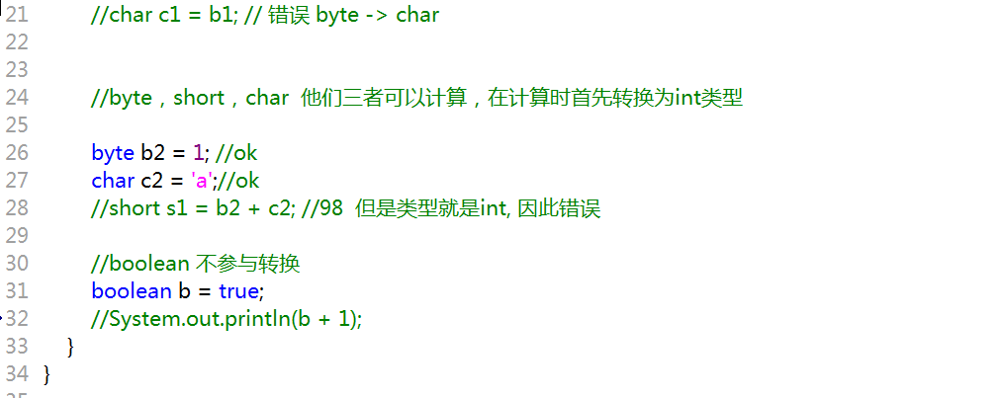 21 //char c1 = b1; // 错误 byte -> char
22
23
24 //byte，short，char 他们三者可以计算，在计算时首先转换为int类型
25
26 byte b2 = 1; //ok
27 char c2 = 'a';//ok
28 //short s1 = b2 + c2; //98 但是类型就是int, 因此错误
29
30 //boolean 不参与转换
31 boolean b = true;
32 //System.out.println(b + 1);
33 }
34 }